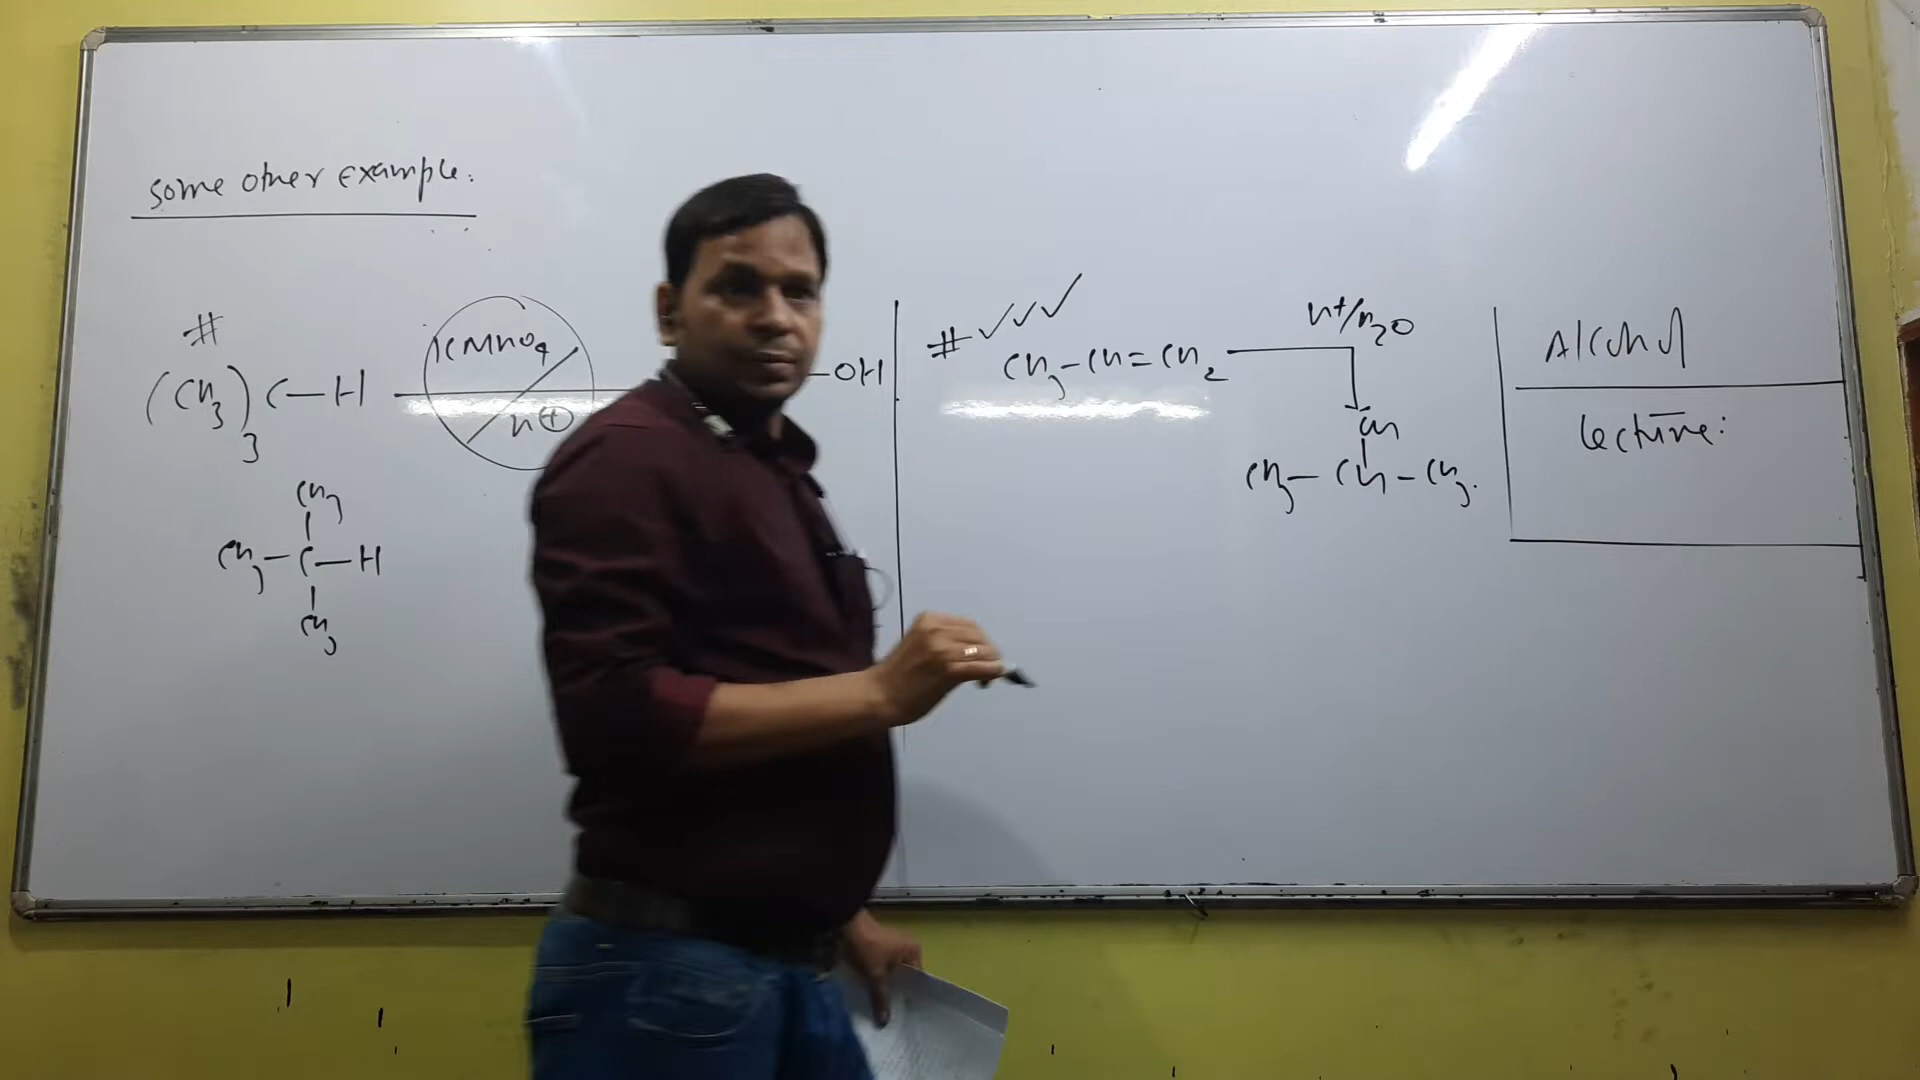 Some other example.
#
(CH3)3 C—H
KMnO4
H⊕
—OH
CH3
CH3—C—H
CH3
# ✓✓✓
CH3—CH=CH2
H+/H2O
OH
CH3—CH—CH3.
Alcohol
Lecture: